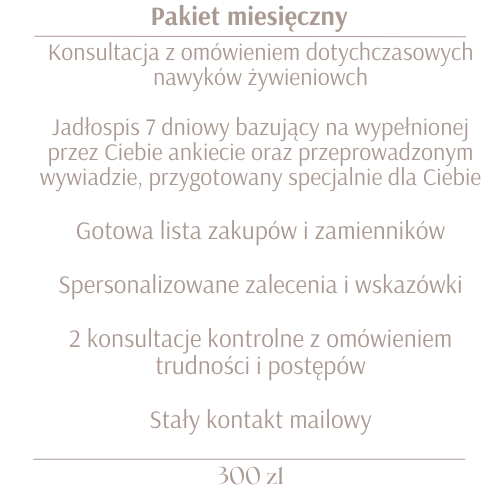 Pakiet miesięczny
Konsultacja z omówieniem dotychczasowych
nawyków żywieniowch
Jadłospis 7 dniowy bazujący na wypełnionej
przez Ciebie ankiecie oraz przeprowadzonym
wywiadzie, przygotowany specjalnie dla Ciebie
Gotowa lista zakupów i zamienników
Spersonalizowane zalecenia i wskazówki
2 konsultacje kontrolne z omówieniem
trudności i postępów
Stały kontakt mailowy
300 zł